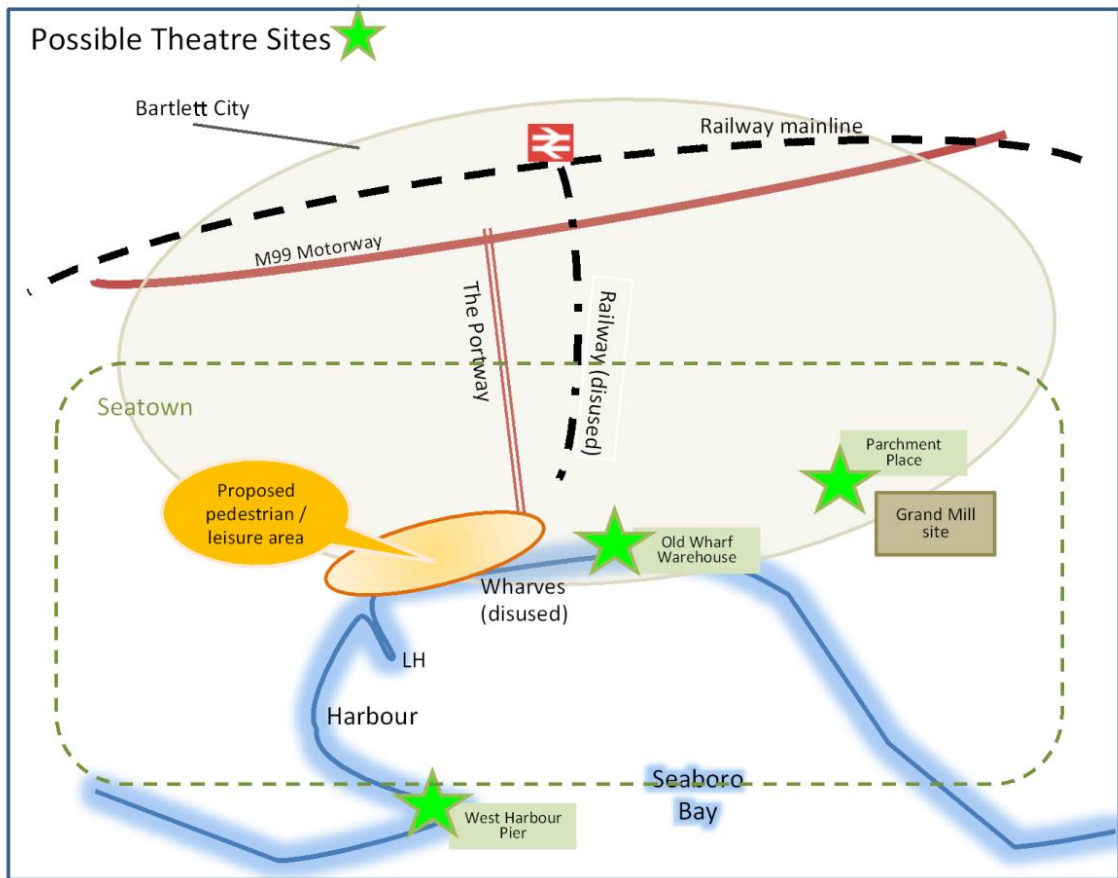 Possible Theatre Sites
Bartlett City
Railway mainline
M99 Motorway
The Portway
Railway (disused)
Seatown
Parchment
Place
Proposed
pedestrian /
leisure area
Grand Mill
site
Old Wharf
Warehouse
Wharves
(disused)
LH
Harbour
Seaboro
Bay
West Harbour
Pier